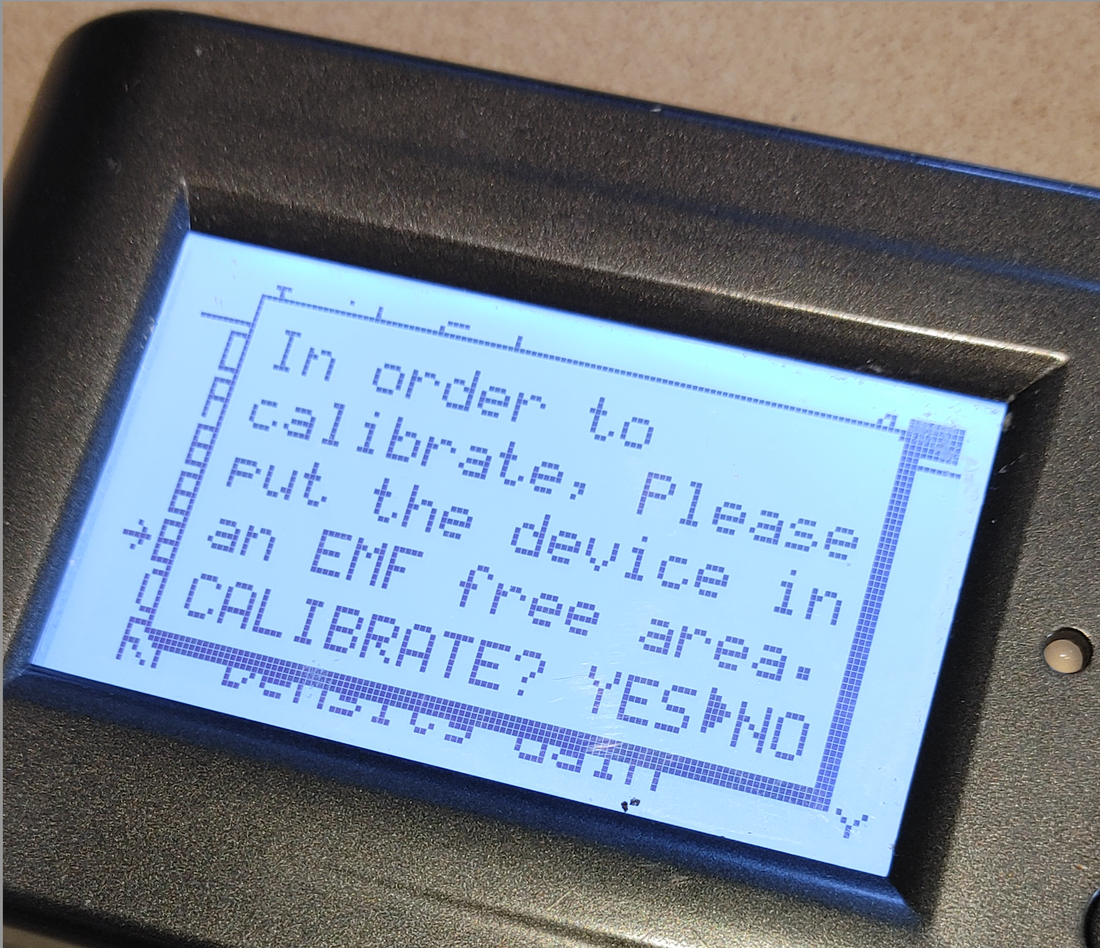 In order to
calibrate, Please
put the device in
an EMF free area.
CALIBRATE? YES▶NO